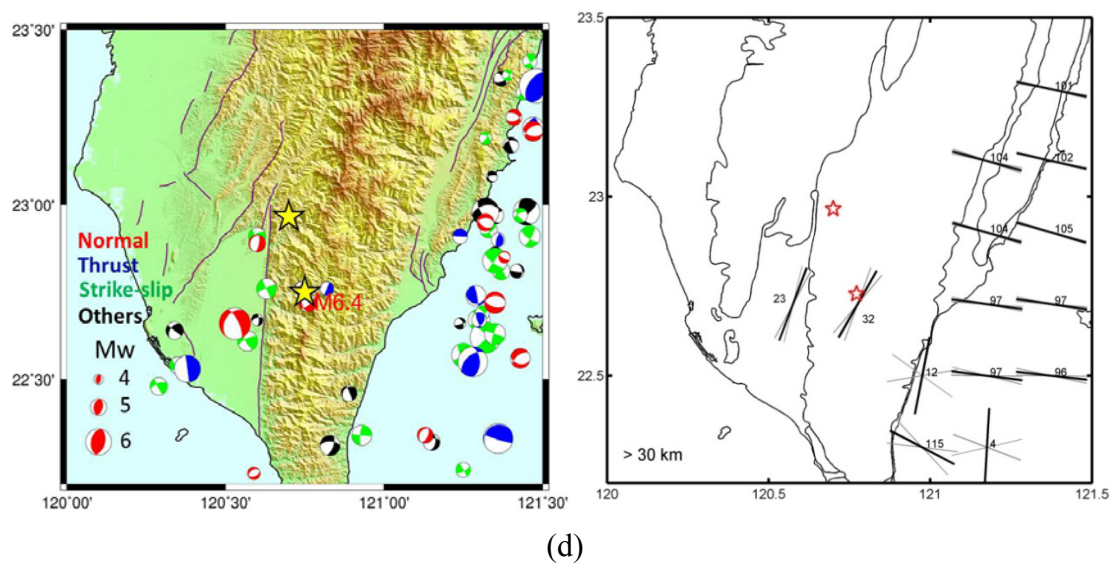 23˚30'
23˚00'
22˚30'
120˚00' 120˚30' 121˚00' 121˚30'
Normal
Thrust
Strike-slip
Others
Mw
4
5
6
M6.4
23.5
23
22.5
120 120.5 121 121.5
101
104 102
104 105
97 97
23
32
12 97 96
115 4
> 30 km
(d)